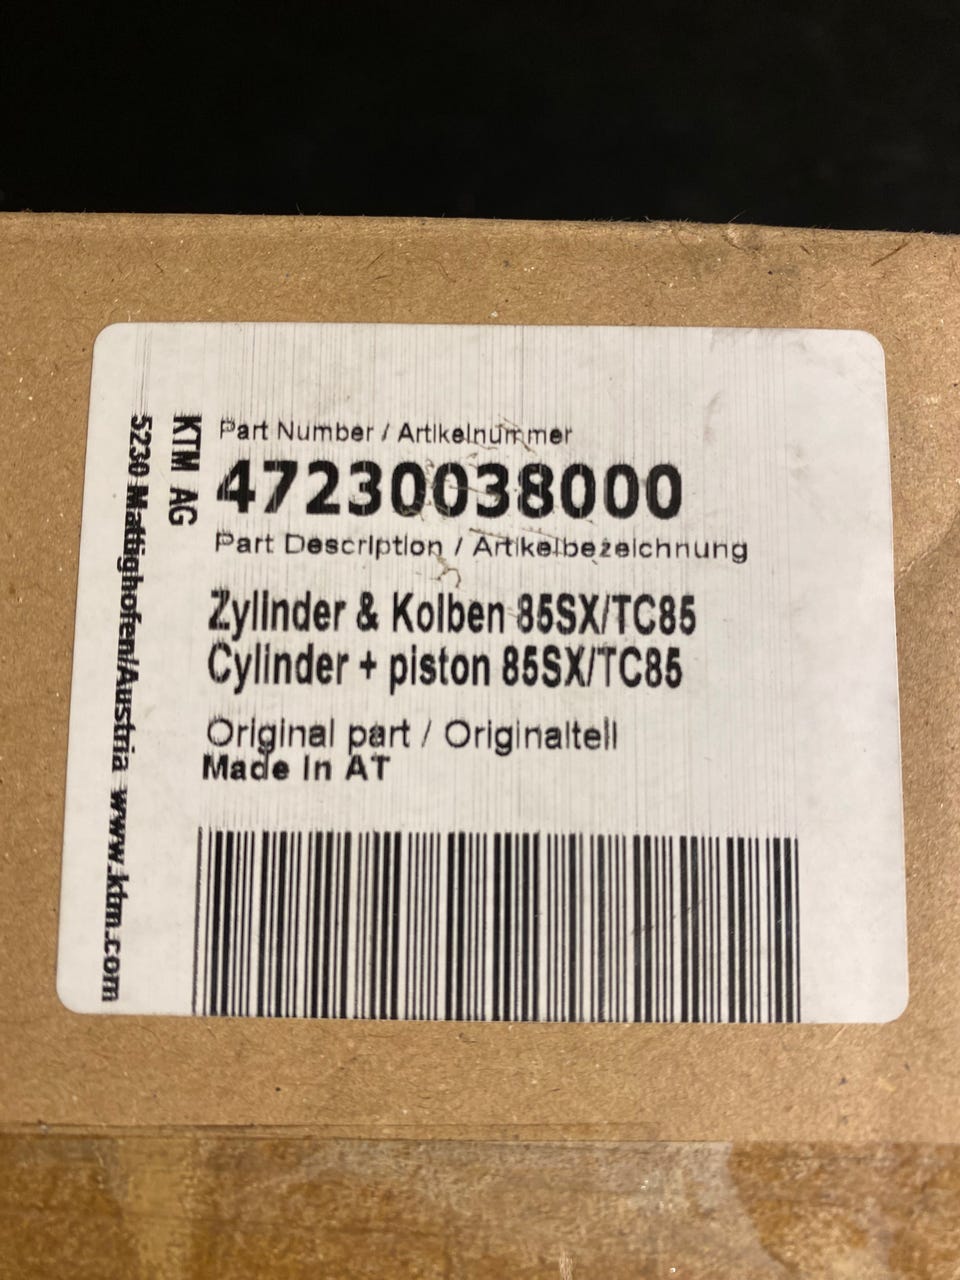 Part Number / Artikelnummer
47230038000
Part Description / Artikelbezeichnung
Zylinder & Kolben 85SX/TC85
Cylinder + piston 85SX/TC85
Original part / Originalteil
Made in AT
KTM AG
5230 Mattighofen/Austria www.ktm.com